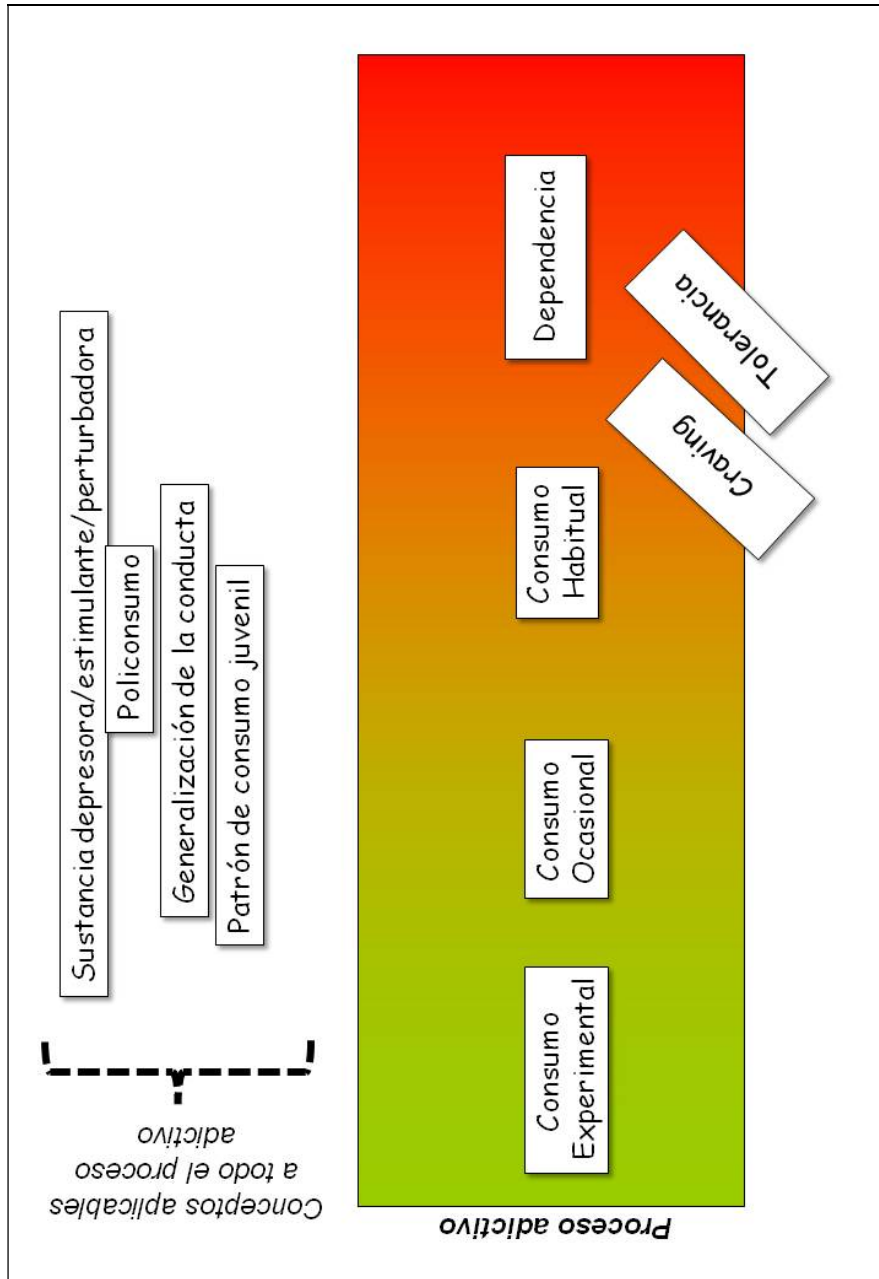 Conceptos aplicables
a todo el proceso
adictivo
Sustancia depresora/estimulante/perturbadora
Policonsumo
Generalización de la conducta
Patrón de consumo juvenil
Proceso adictivo
Consumo
Experimental
Consumo
Ocasional
Consumo
Habitual
Dependencia
Craving
Tolerancia